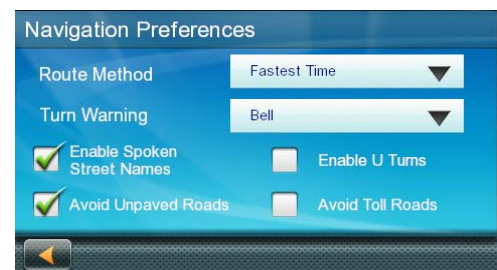 Navigation Preferences
Route Method
Fastest Time
Turn Warning
Bell
Enable Spoken
Street Names
Enable U Turns
Avoid Unpaved Roads
Avoid Toll Roads